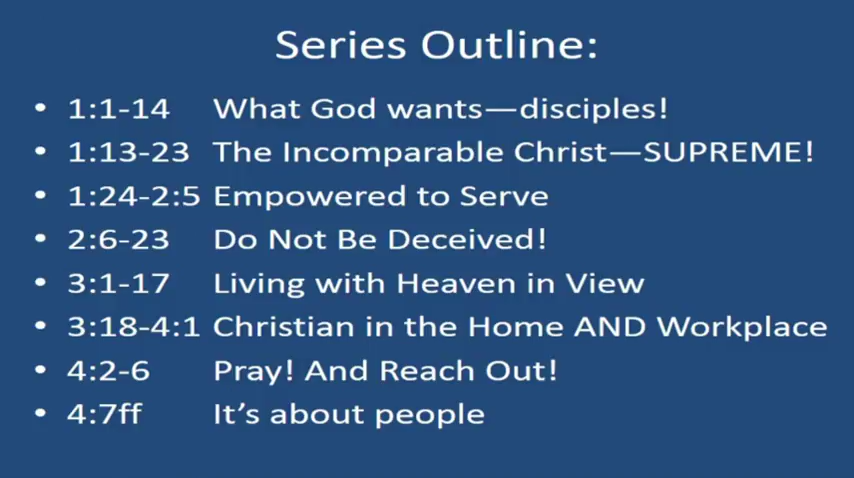 Series Outline:
• 1:1-14 What God wants—disciples!
• 1:13-23 The Incomparable Christ—SUPREME!
• 1:24-2:5 Empowered to Serve
• 2:6-23 Do Not Be Deceived!
• 3:1-17 Living with Heaven in View
• 3:18-4:1 Christian in the Home AND Workplace
• 4:2-6 Pray! And Reach Out!
• 4:7ff It’s about people